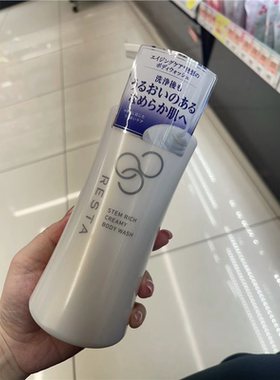 エイジングケア発想の
ボディウォッシュ
洗浄後も
うるおいのある
なめらか肌へ
RESTA
STEM RICH
CREAMY
BODY WASH